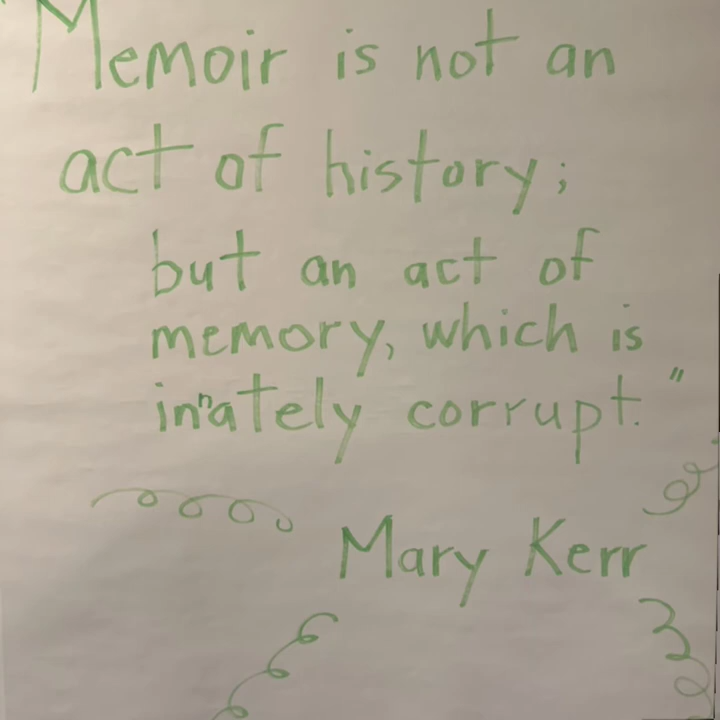 Memoir is not an
act of history;
but an act of
memory, which is
innately corrupt."
Mary Kerr